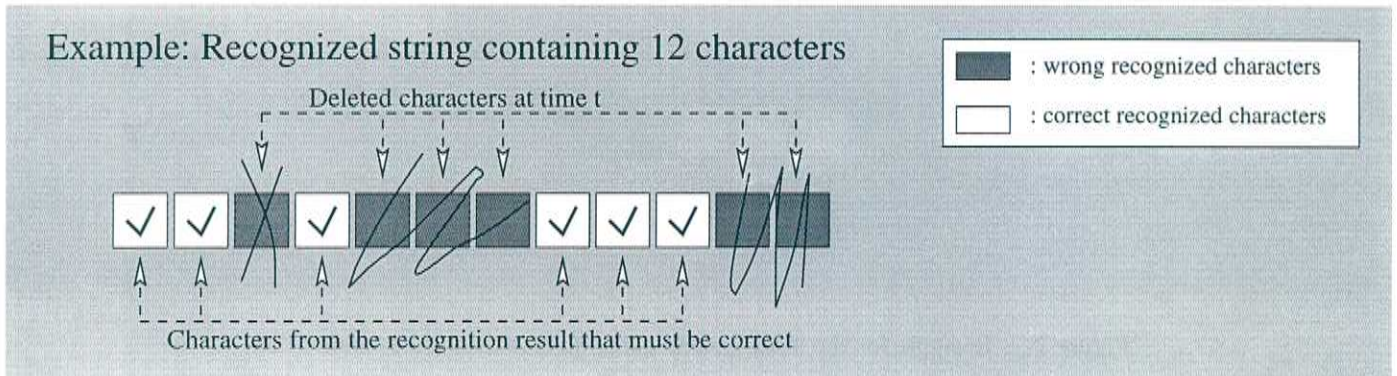 Example: Recognized string containing 12 characters
Deleted characters at time t
Characters from the recognition result that must be correct
: wrong recognized characters
: correct recognized characters